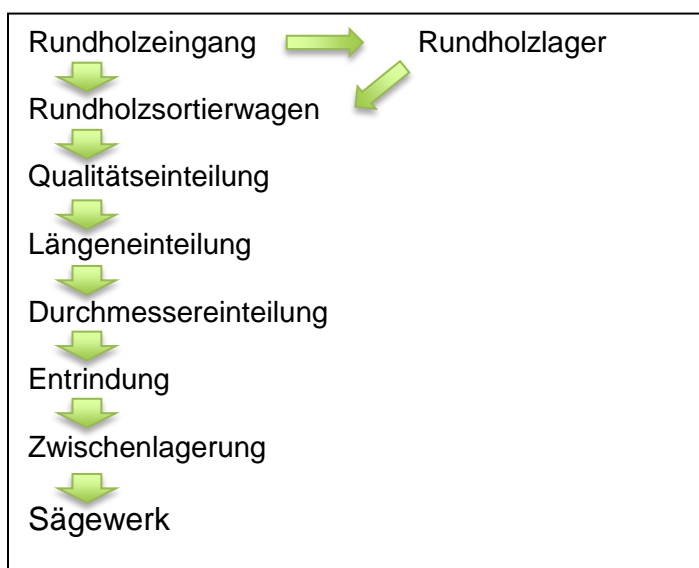 Rundholzeingang Rundholzlager
Rundholzsortierwagen
Qualitätseinteilung
Längeneinteilung
Durchmessereinteilung
Entrindung
Zwischenlagerung
Sägewerk